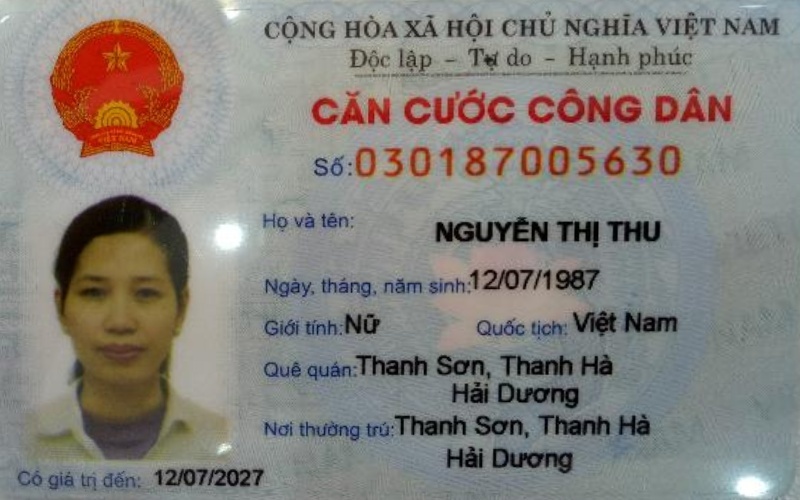 CỘNG HÒA XÃ HỘI CHỦ NGHĨA VIỆT NAM
Độc lập - Tự do - Hạnh phúc
CĂN CƯỚC CÔNG DÂN
Số: 030187005630
Họ và tên: NGUYỄN THỊ THU
Ngày, tháng, năm sinh: 12/07/1987
Giới tính: Nữ Quốc tịch: Việt Nam
Quê quán: Thanh Sơn, Thanh Hà
Hải Dương
Nơi thường trú: Thanh Sơn, Thanh Hà
Hải Dương
Có giá trị đến: 12/07/2027